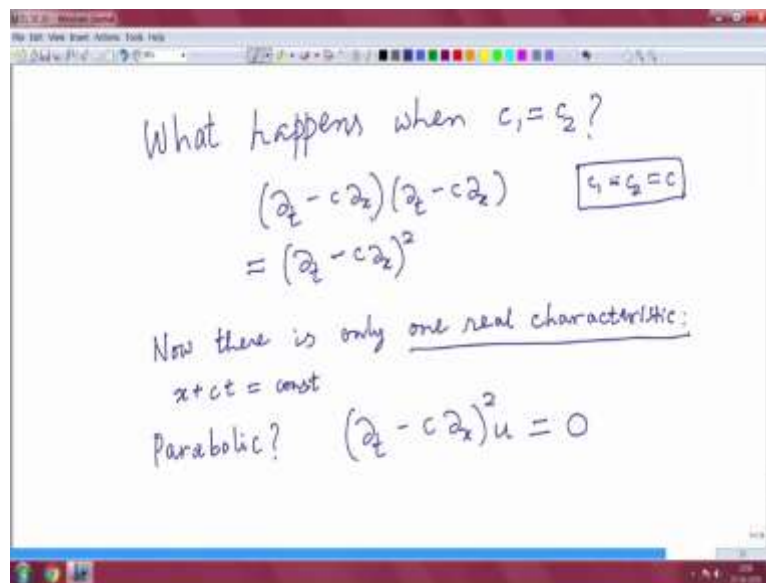 What happens when c₁ = c₂ ?
(∂ₜ - c ∂ₓ)(∂ₜ - c ∂ₓ)
c₁ = c₂ = c
= (∂ₜ - c ∂ₓ)²
Now there is only one real characteristic:
x + ct = const
Parabolic? (∂ₜ - c ∂ₓ)² u = 0